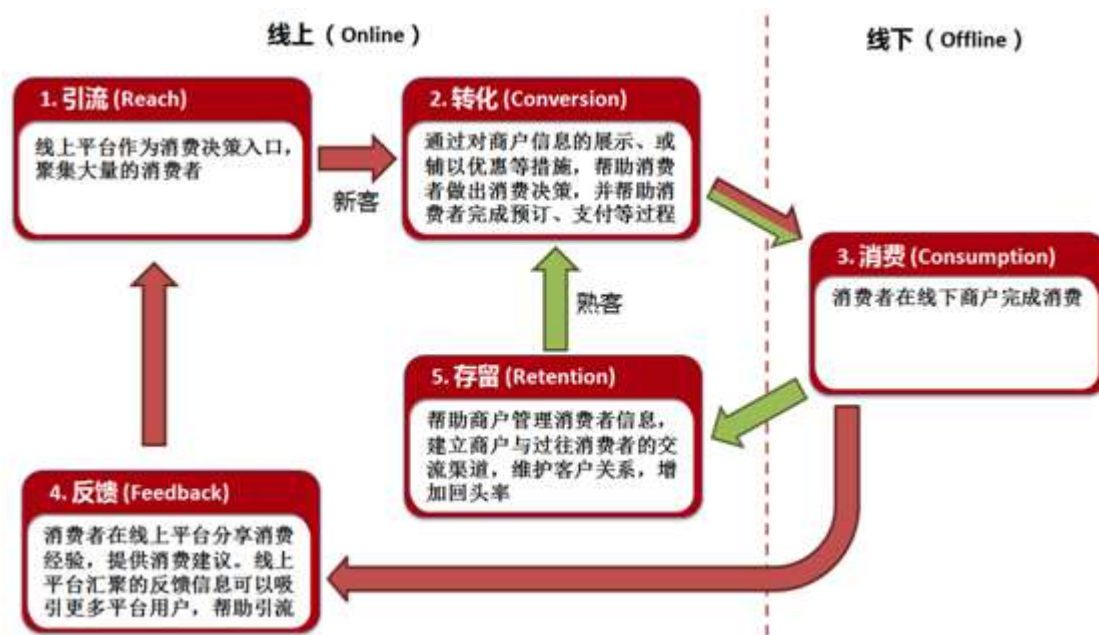 线上（Online）
线下（Offline）
1. 引流 (Reach)
线上平台作为消费决策入口，
聚集大量的消费者
新客
2. 转化 (Conversion)
通过对商户信息的展示、或
辅以优惠等措施，帮助消费
者做出消费决策，并帮助消
费者完成预订、支付等过程
3. 消费 (Consumption)
消费者在线下商户完成消费
熟客
5. 存留 (Retention)
帮助商户管理消费者信息，
建立商户与过往消费者的交
流渠道，维护客户关系，增
加回头率
4. 反馈 (Feedback)
消费者在线上平台分享消费
经验，提供消费建议。线上
平台汇聚的反馈信息可以吸
引更多平台用户，帮助引流